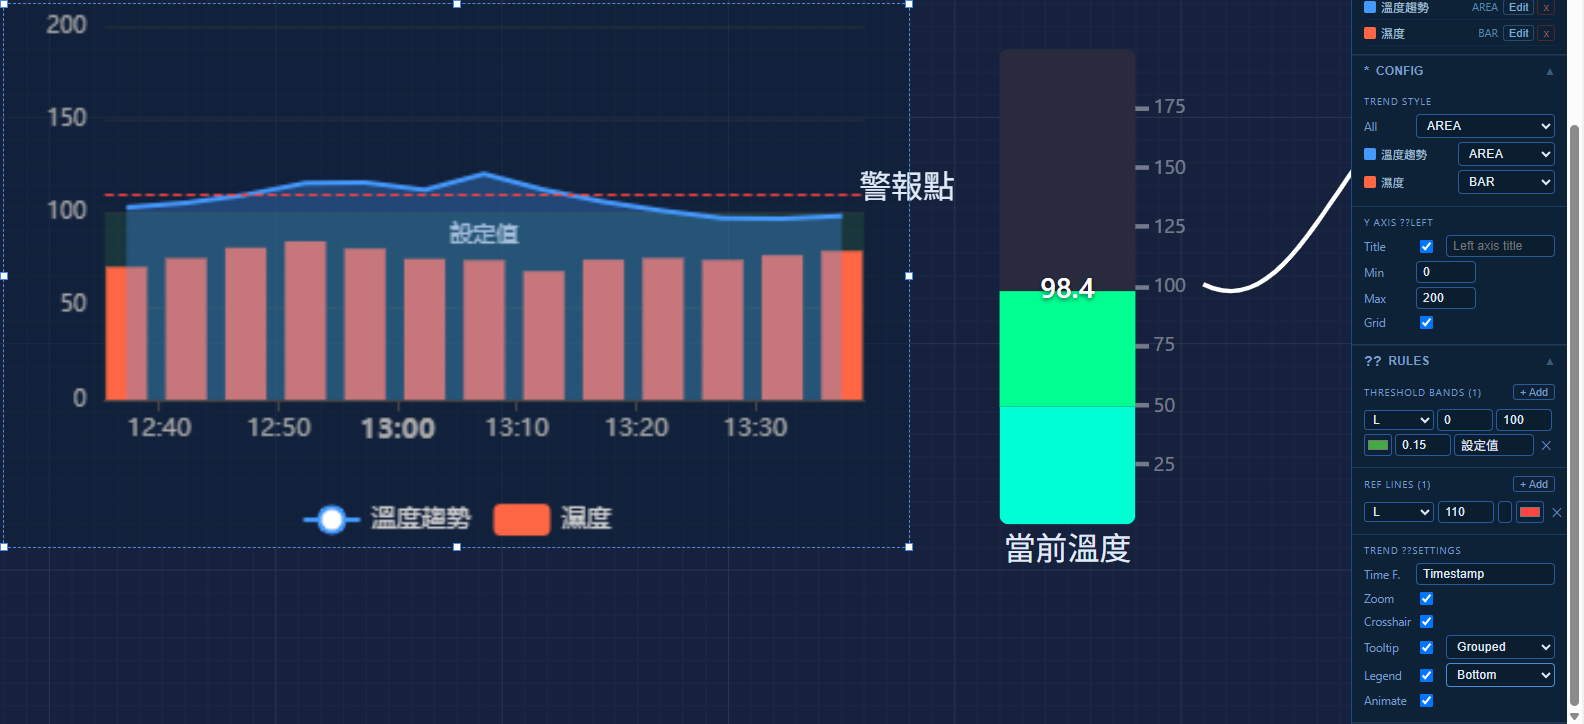 200
150
100
50
0
警報點
設定值
12:40
12:50
13:00
13:10
13:20
13:30
溫度趨勢
濕度
175
150
125
100
75
50
25
98.4
當前溫度
溫度趨勢 AREA Edit x
濕度 BAR Edit x
* CONFIG ▲
TREND STYLE
All AREA
溫度趨勢 AREA
濕度 BAR
Y AXIS ??LEFT
Title Left axis title
Min 0
Max 200
Grid
?? RULES ▲
THRESHOLD BANDS (1) + Add
L 0 100
0.15 設定值 ×
REF LINES (1) + Add
L 110 ×
TREND ??SETTINGS
Time F. Timestamp
Zoom
Crosshair
Tooltip Grouped
Legend Bottom
Animate